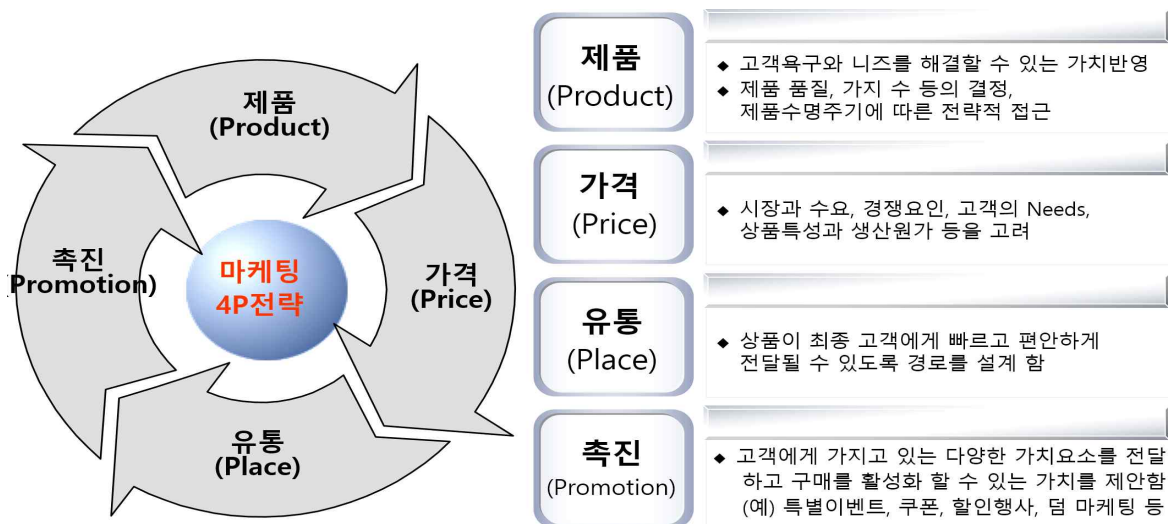 제품
(Product)
가격
(Price)
유통
(Place)
촉진
Promotion)
마케팅
4P전략
제품
(Product)
◆ 고객욕구와 니즈를 해결할 수 있는 가치반영
◆ 제품 품질, 가지 수 등의 결정,
제품수명주기에 따른 전략적 접근
가격
(Price)
◆ 시장과 수요, 경쟁요인, 고객의 Needs,
상품특성과 생산원가 등을 고려
유통
(Place)
◆ 상품이 최종 고객에게 빠르고 편안하게
전달될 수 있도록 경로를 설계 함
촉진
(Promotion)
◆ 고객에게 가지고 있는 다양한 가치요소를 전달
하고 구매를 활성화 할 수 있는 가치를 제안함
(예) 특별이벤트, 쿠폰, 할인행사, 덤 마케팅 등